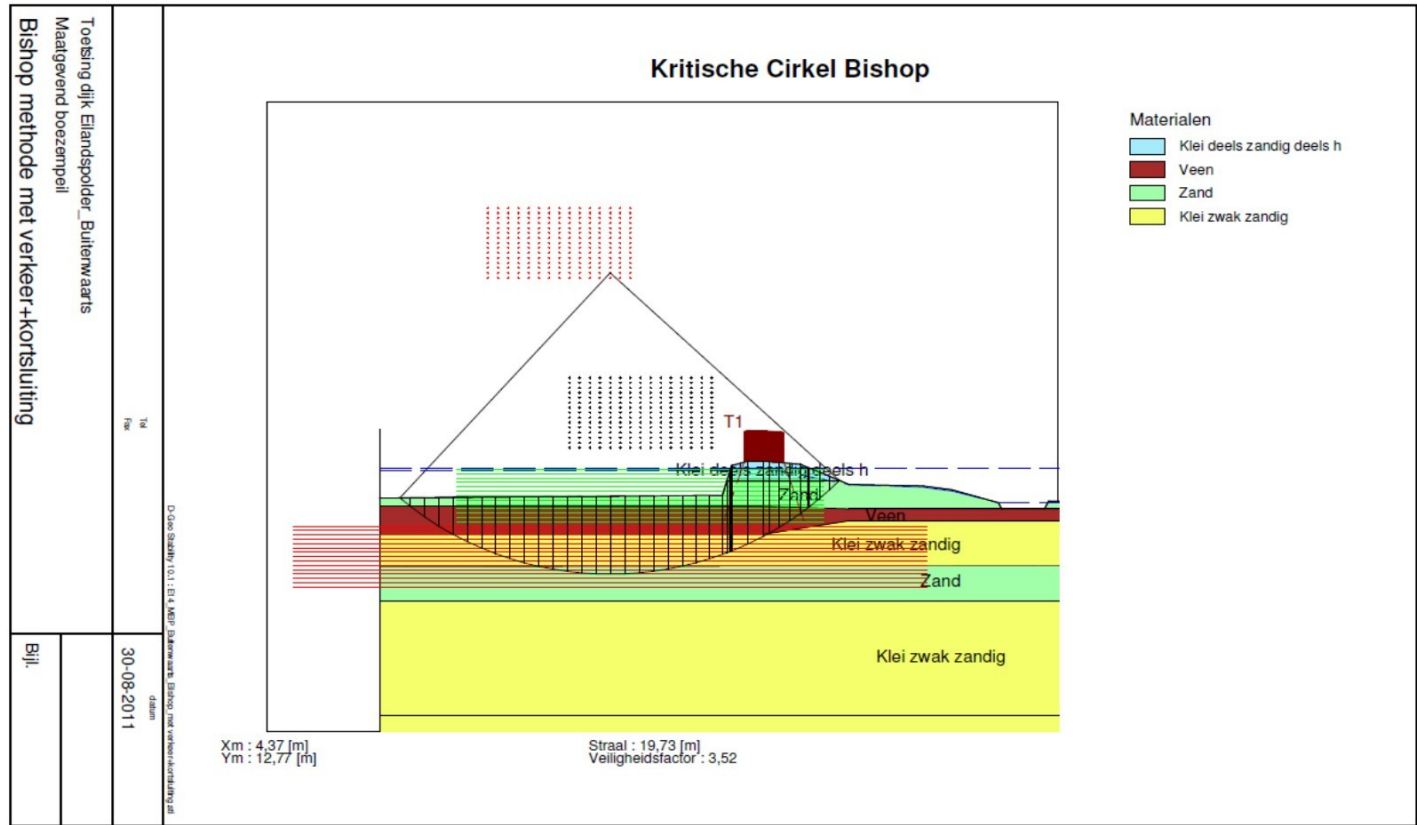 Bishop methode met verkeer+kortsluiting
Maatgevend boezempeil
Toetsing dijk Eilandspolder_Buitenwaarts
Tel
Fax
Bijl.
datum
30-08-2011
Kritische Cirkel Bishop
Materialen
Klei deels zandig deels h
Veen
Zand
Klei zwak zandig
T1
Klei deels zandig deels h
Zand
Veen
Klei zwak zandig
Zand
Klei zwak zandig
Xm : 4,37 [m]
Ym : 12,77 [m]
Straal : 19,73 [m]
Veiligheidsfactor : 3,52